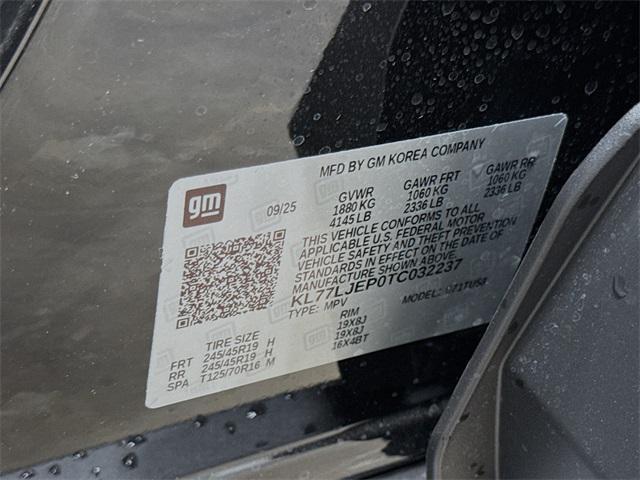 MFD BY GM KOREA COMPANY
gm
09/25
GVWR
1880 KG
4145 LB
GAWR FRT
1060 KG
2336 LB
GAWR RR
1060 KG
2336 LB
THIS VEHICLE CONFORMS TO ALL
APPLICABLE U.S. FEDERAL MOTOR
VEHICLE SAFETY AND THEFT PREVENTION
STANDARDS IN EFFECT ON THE DATE OF
MANUFACTURE SHOWN ABOVE.
KL77LJEP0TC032237
TYPE: MPV
MODEL:
TIRE SIZE
RIM
FRT 245/45R19 H 19X8J
RR 245/45R19 H 19X8J
SPA T125/70R16 M 16X4BT